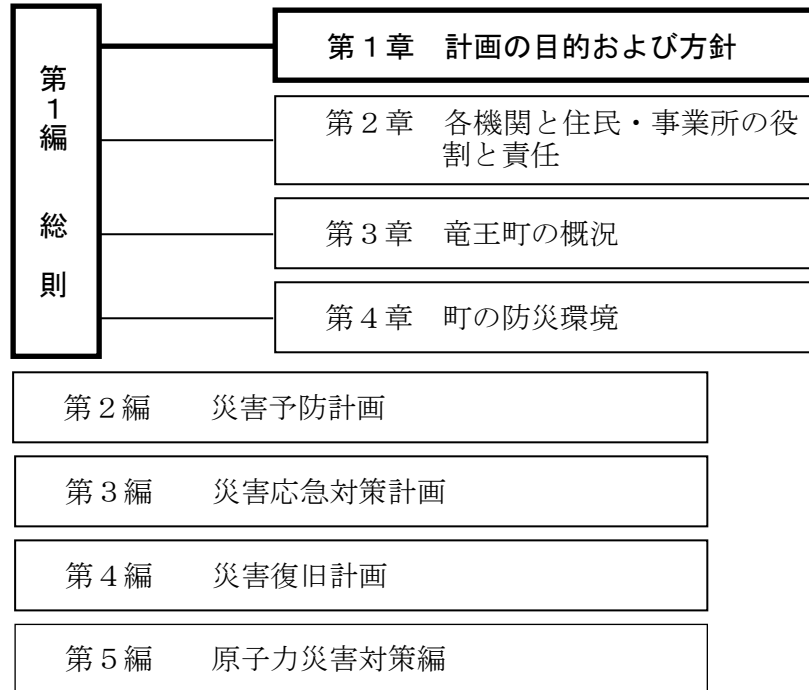 第1編　総則
第１章　計画の目的および方針
第２章　各機関と住民・事業所の役
割と責任
第３章　竜王町の概況
第４章　町の防災環境
第２編　災害予防計画
第３編　災害応急対策計画
第４編　災害復旧計画
第５編　原子力災害対策編